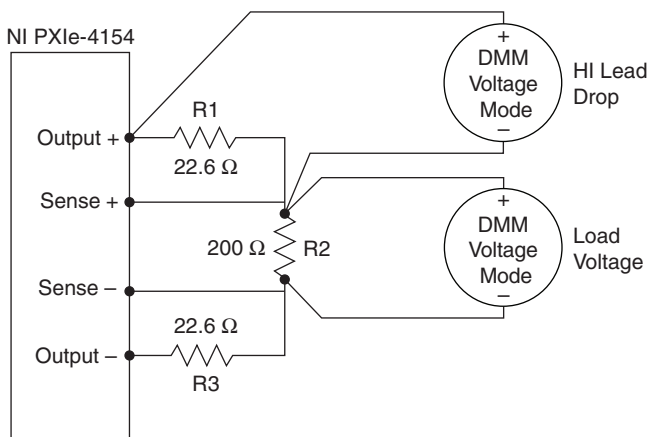 NI PXIe-4154
Output +
Sense +
Sense –
Output –
R1
22.6 Ω
200 Ω
R2
22.6 Ω
R3
+
DMM
Voltage
Mode
–
HI Lead
Drop
+
DMM
Voltage
Mode
–
Load
Voltage